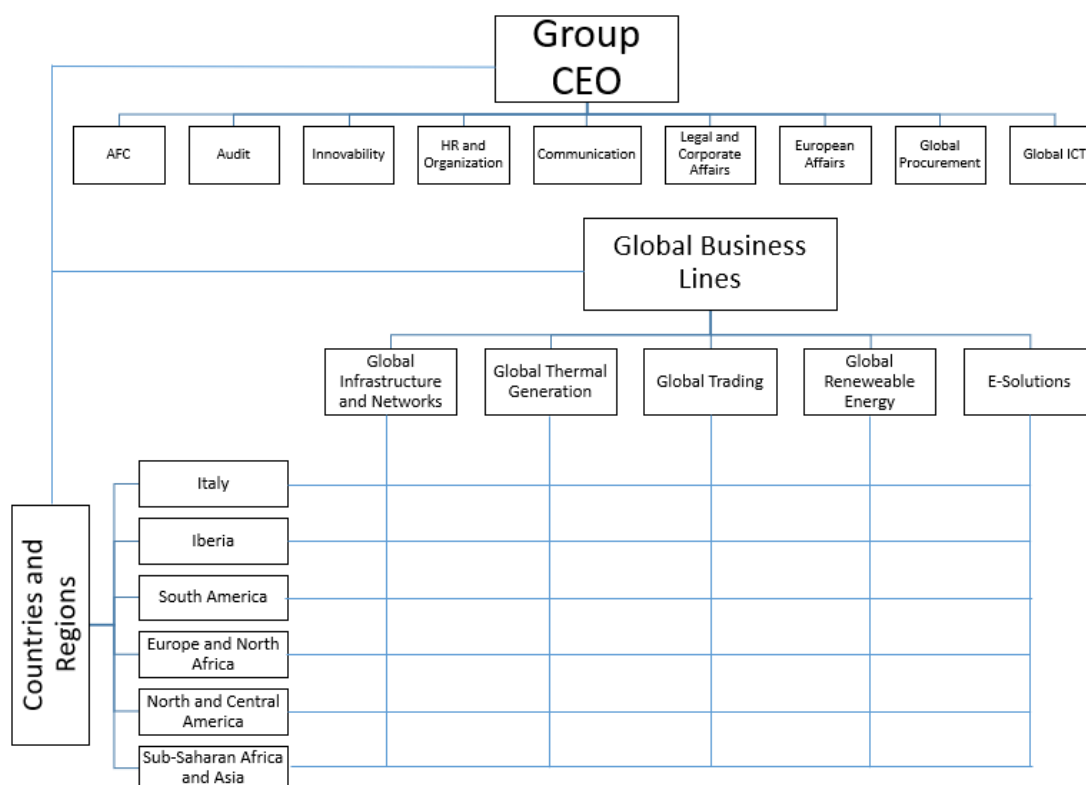 Group
CEO
AFC
Audit
Innovability
HR and
Organization
Communication
Legal and
Corporate
Affairs
European
Affairs
Global
Procurement
Global ICT
Global Business
Lines
Global
Infrastructure
and Networks
Global Thermal
Generation
Global Trading
Global
Reneweable
Energy
E-Solutions
Countries and
Regions
Italy
Iberia
South America
Europe and North
Africa
North and Central
America
Sub-Saharan Africa
and Asia